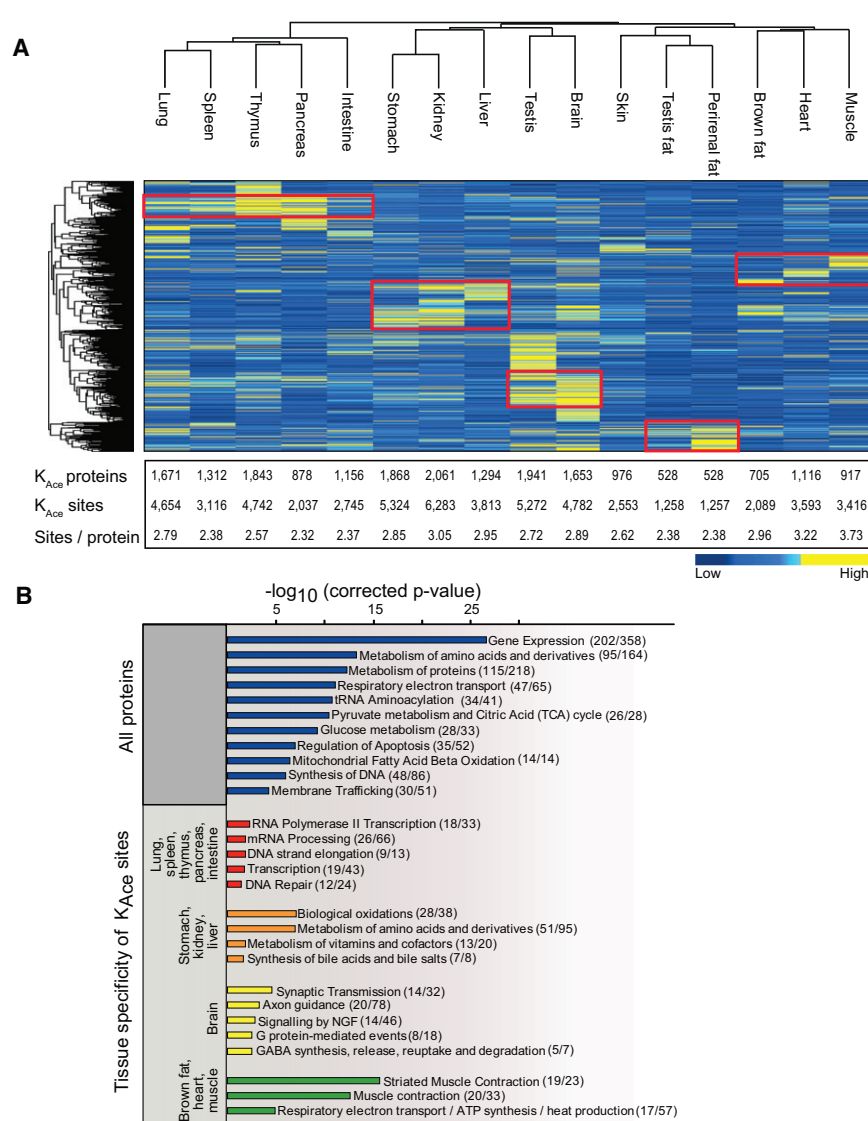 A
Lung
Spleen
Thymus
Pancreas
Intestine
Stomach
Kidney
Liver
Testis
Brain
Skin
Testis fat
Perirenal fat
Brown fat
Heart
Muscle
K_Ace proteins 1,671 1,312 1,843 878 1,156 1,868 2,061 1,294 1,941 1,653 976 528 528 705 1,116 917
K_Ace sites 4,654 3,116 4,742 2,037 2,745 5,324 6,283 3,813 5,272 4,782 2,553 1,258 1,257 2,089 3,593 3,416
Sites / protein 2.79 2.38 2.57 2.32 2.37 2.85 3.05 2.95 2.72 2.89 2.62 2.38 2.38 2.96 3.22 3.73
Low High
B
-log10 (corrected p-value)
5 15 25
All proteins
Gene Expression (202/358)
Metabolism of amino acids and derivatives (95/164)
Metabolism of proteins (115/218)
Respiratory electron transport (47/65)
tRNA Aminoacylation (34/41)
Pyruvate metabolism and Citric Acid (TCA) cycle (26/28)
Glucose metabolism (28/33)
Regulation of Apoptosis (35/52)
Mitochondrial Fatty Acid Beta Oxidation (14/14)
Synthesis of DNA (48/86)
Membrane Trafficking (30/51)
Tissue specificity of K_Ace sites
Lung,
spleen,
thymus,
pancreas,
intestine
RNA Polymerase II Transcription (18/33)
mRNA Processing (26/66)
DNA strand elongation (9/13)
Transcription (19/43)
DNA Repair (12/24)
Stomach,
kidney,
liver
Biological oxidations (28/38)
Metabolism of amino acids and derivatives (51/95)
Metabolism of vitamins and cofactors (13/20)
Synthesis of bile acids and bile salts (7/8)
Brain
Synaptic Transmission (14/32)
Axon guidance (20/78)
Signalling by NGF (14/46)
G protein-mediated events (8/18)
GABA synthesis, release, reuptake and degradation (5/7)
Brown fat,
heart,
muscle
Striated Muscle Contraction (19/23)
Muscle contraction (20/33)
Respiratory electron transport / ATP synthesis / heat production (17/57)